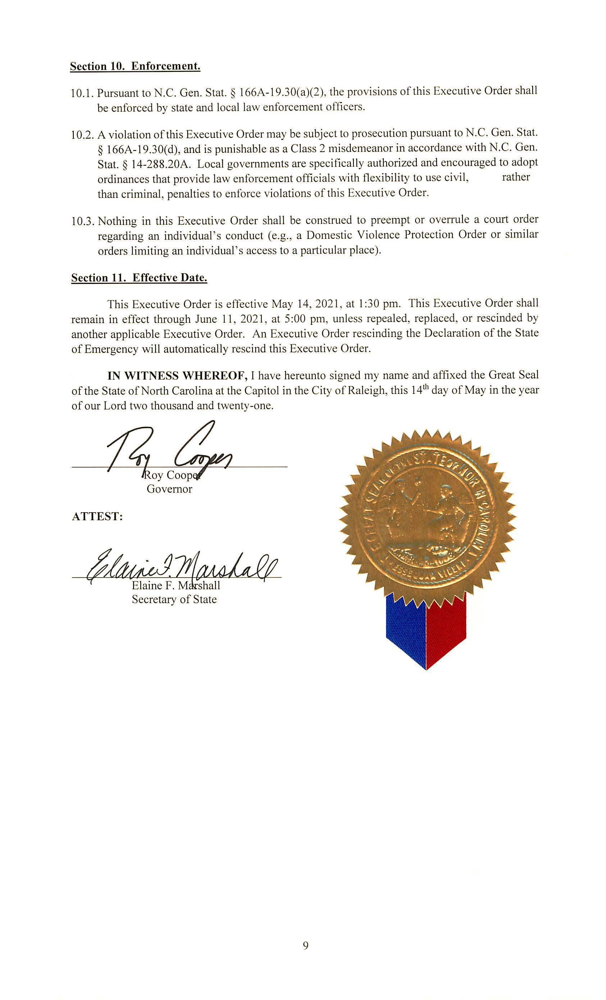 Section 10. Enforcement.
10.1. Pursuant to N.C. Gen. Stat. § 166A-19.30(a)(2), the provisions of this Executive Order shall
be enforced by state and local law enforcement officers.
10.2. A violation of this Executive Order may be subject to prosecution pursuant to N.C. Gen. Stat.
§ 166A-19.30(d), and is punishable as a Class 2 misdemeanor in accordance with N.C. Gen.
Stat. § 14-288.20A. Local governments are specifically authorized and encouraged to adopt
ordinances that provide law enforcement officials with flexibility to use civil, rather
than criminal, penalties to enforce violations of this Executive Order.
10.3. Nothing in this Executive Order shall be construed to preempt or overrule a court order
regarding an individual's conduct (e.g., a Domestic Violence Protection Order or similar
orders limiting an individual's access to a particular place).
Section 11. Effective Date.
This Executive Order is effective May 14, 2021, at 1:30 pm. This Executive Order shall
remain in effect through June 11, 2021, at 5:00 pm, unless repealed, replaced, or rescinded by
another applicable Executive Order. An Executive Order rescinding the Declaration of the State
of Emergency will automatically rescind this Executive Order.
IN WITNESS WHEREOF, I have hereunto signed my name and affixed the Great Seal
of the State of North Carolina at the Capitol in the City of Raleigh, this 14th day of May in the year
of our Lord two thousand and twenty-one.
Roy Cooper
Roy Cooper
Governor
ATTEST:
Elaine F. Marshall
Elaine F. Marshall
Secretary of State
GREAT SEAL OF THE STATE OF NORTH CAROLINA
ESSE QUAM VIDERI
9